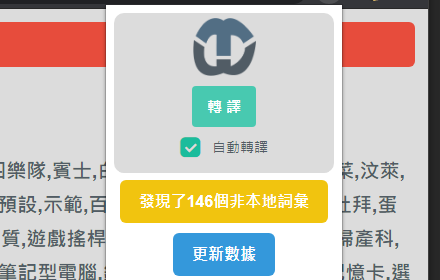 轉譯
自動轉譯
樂隊,賓士,
菜,汶萊,
預設,示範,百
杜拜,蛋
質,遊戲搖桿
婦產科,
發現了146個非本地詞彙
筆記型電腦,
憶卡,選
更新數據